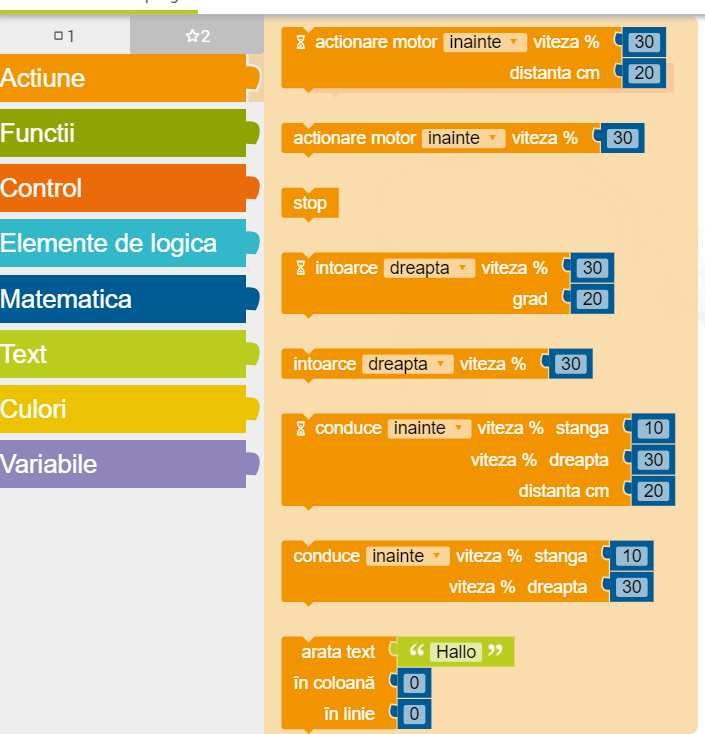 1
2
Actiune
Functii
Control
Elemente de logica
Matematica
Text
Culori
Variabile
actionare motor inainte viteza % 30
distanta cm 20
actionare motor inainte viteza % 30
stop
intoarce dreapta viteza % 30
grad 20
intoarce dreapta viteza % 30
conduce inainte viteza % stanga 10
viteza % dreapta 30
distanta cm 20
conduce inainte viteza % stanga 10
viteza % dreapta 30
arata text “ Hallo ”
în coloană 0
în linie 0